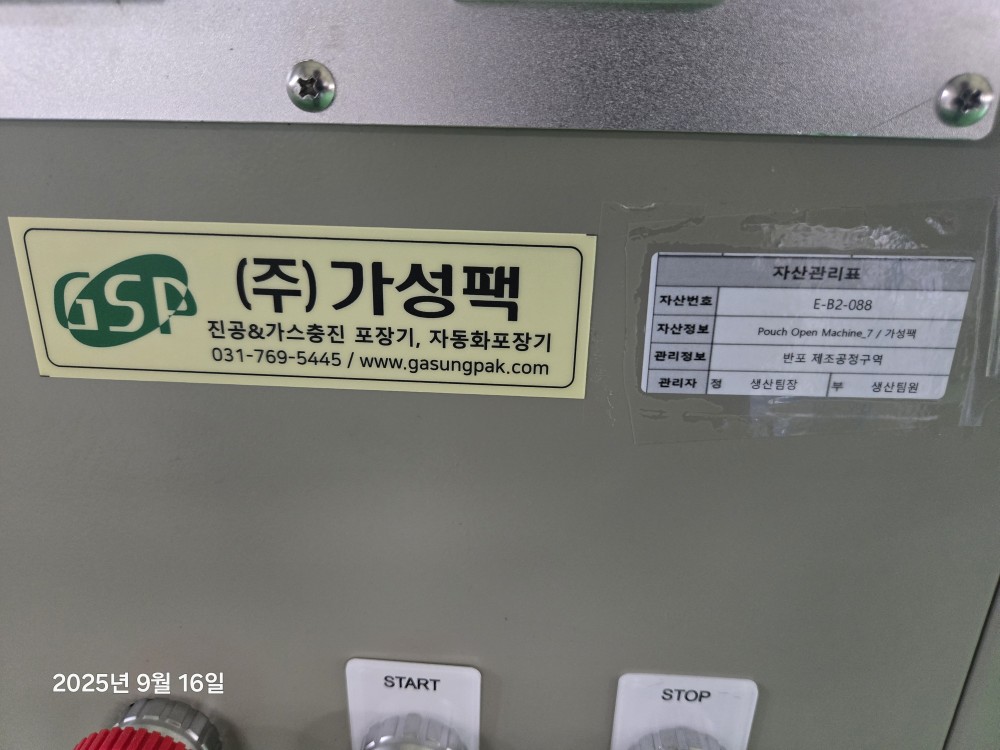 GSP
(주) 가성팩
진공&가스충진 포장기, 자동화포장기
031-769-5445 / www.gasungpak.com
자산관리표
자산번호 E-B2-088
자산정보 Pouch Open Machine_7 / 가성팩
관리정보 반포 제조공정구역
관리자 정 생산팀장 부 생산팀원
START
STOP
2025년 9월 16일